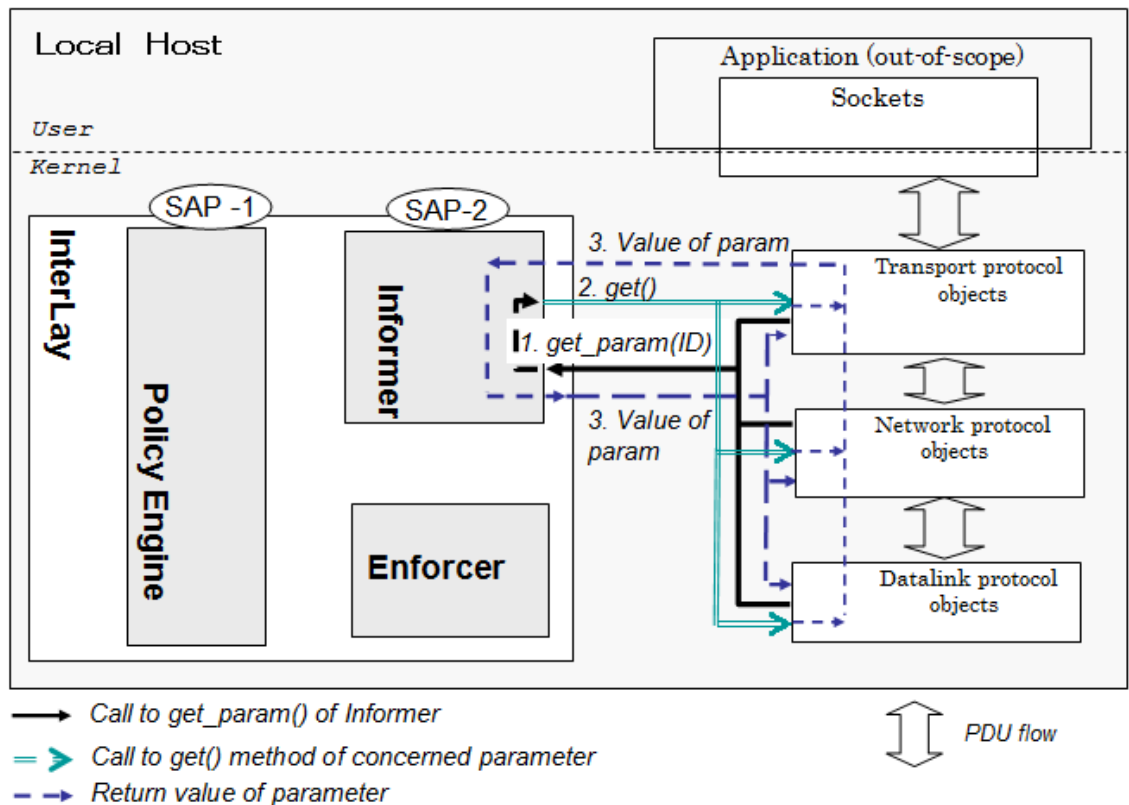 Local Host
Application (out-of-scope)
Sockets
User
Kernel
SAP -1
SAP-2
InterLay
Policy Engine
Informer
Enforcer
3. Value of param
2. get()
1. get_param(ID)
3. Value of
param
Transport protocol
objects
Network protocol
objects
Datalink protocol
objects
Call to get_param() of Informer
Call to get() method of concerned parameter
Return value of parameter
PDU flow